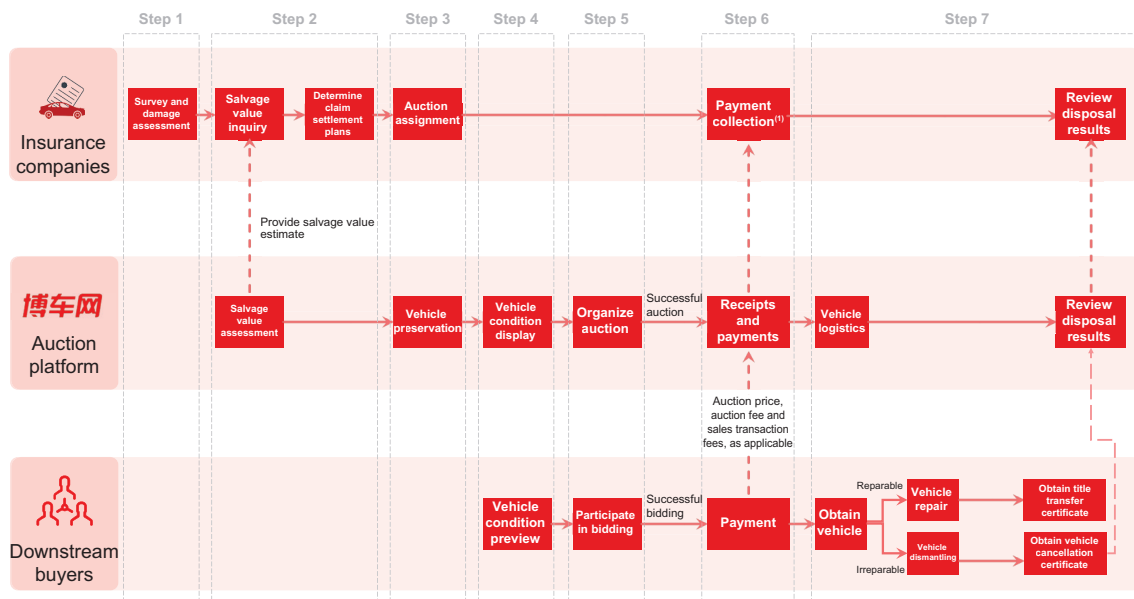 Step 1
Step 2
Step 3
Step 4
Step 5
Step 6
Step 7
Insurance
companies
Survey and
damage
assessment
Salvage
value
inquiry
Determine
claim
settlement
plans
Auction
assignment
Payment
collection(1)
Review
disposal
results
Provide salvage value
estimate
博车网
Auction
platform
Salvage
value
assessment
Vehicle
preservation
Vehicle
condition
display
Organize
auction
Successful
auction
Receipts
and
payments
Vehicle
logistics
Review
disposal
results
Auction price,
auction fee and
sales transaction
fees, as applicable
Downstream
buyers
Vehicle
condition
preview
Participate
in bidding
Successful
bidding
Payment
Obtain
vehicle
Reparable
Vehicle
repair
Obtain title
transfer
certificate
Irreparable
Vehicle
dismantling
Obtain vehicle
cancellation
certificate